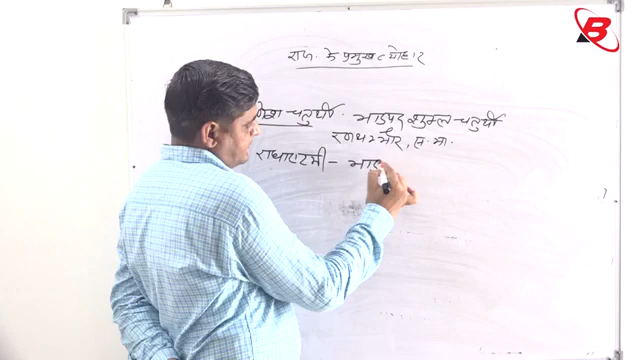 राज. के प्रमुख त्योहार
णेश-चतुर्थी. भाद्रपद शुक्ल-चतुर्थी
रणथम्भौर, स. मा.
राधाष्टमी - भाद
B